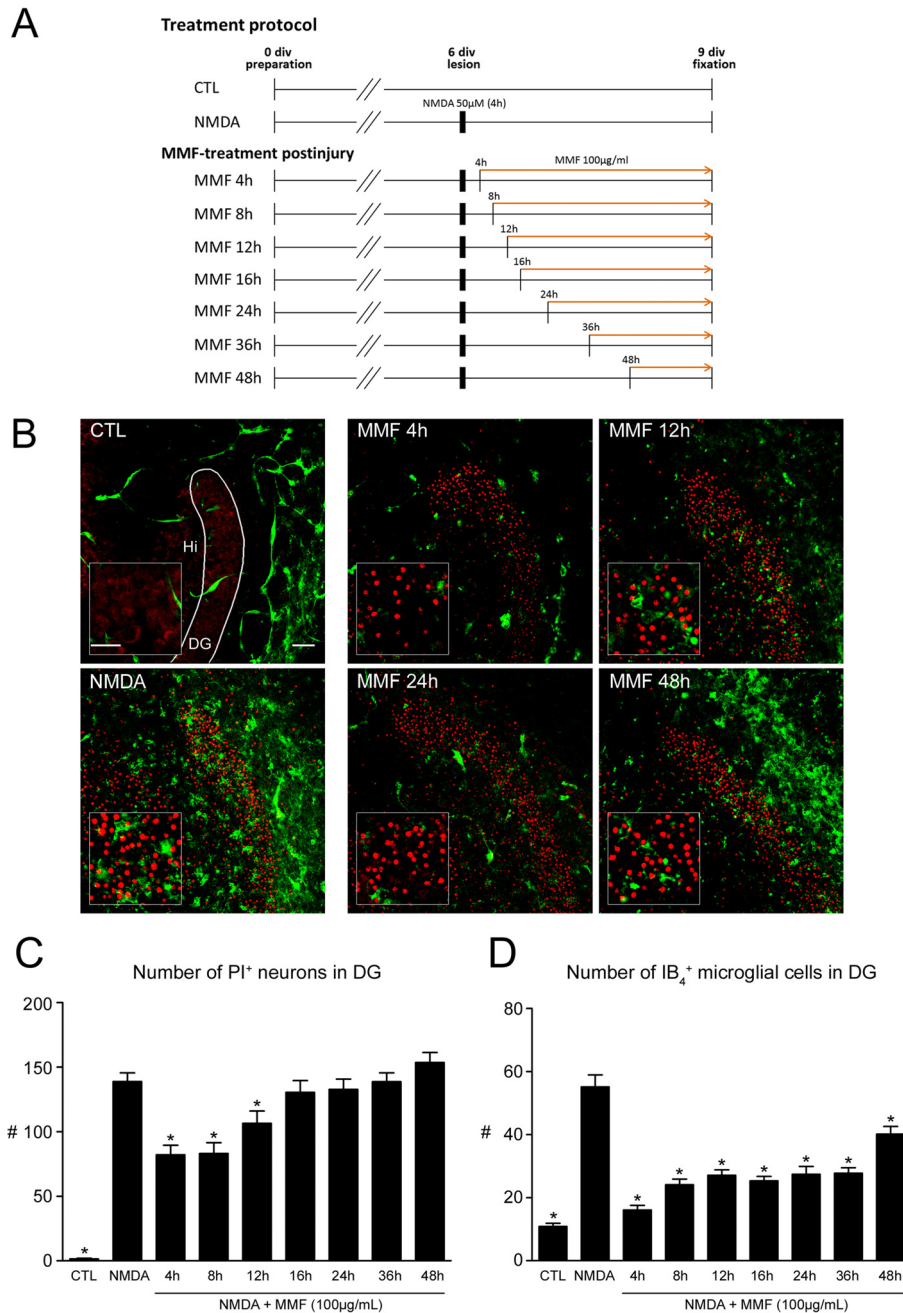 A
Treatment protocol
0 div
preparation
6 div
lesion
9 div
fixation
CTL
NMDA 50µM (4h)
NMDA
MMF-treatment postinjury
4h MMF 100µg/ml
MMF 4h
8h
MMF 8h
12h
MMF 12h
16h
MMF 16h
24h
MMF 24h
36h
MMF 36h
48h
MMF 48h
B
CTL
Hi
DG
MMF 4h
MMF 12h
NMDA
MMF 24h
MMF 48h
C
Number of PI⁺ neurons in DG
200
150
100
50
0
#
* * * *
CTL NMDA 4h 8h 12h 16h 24h 36h 48h
NMDA + MMF (100µg/mL)
D
Number of IB₄⁺ microglial cells in DG
80
60
40
20
0
#
* * * * * * * *
CTL NMDA 4h 8h 12h 16h 24h 36h 48h
NMDA + MMF (100µg/mL)